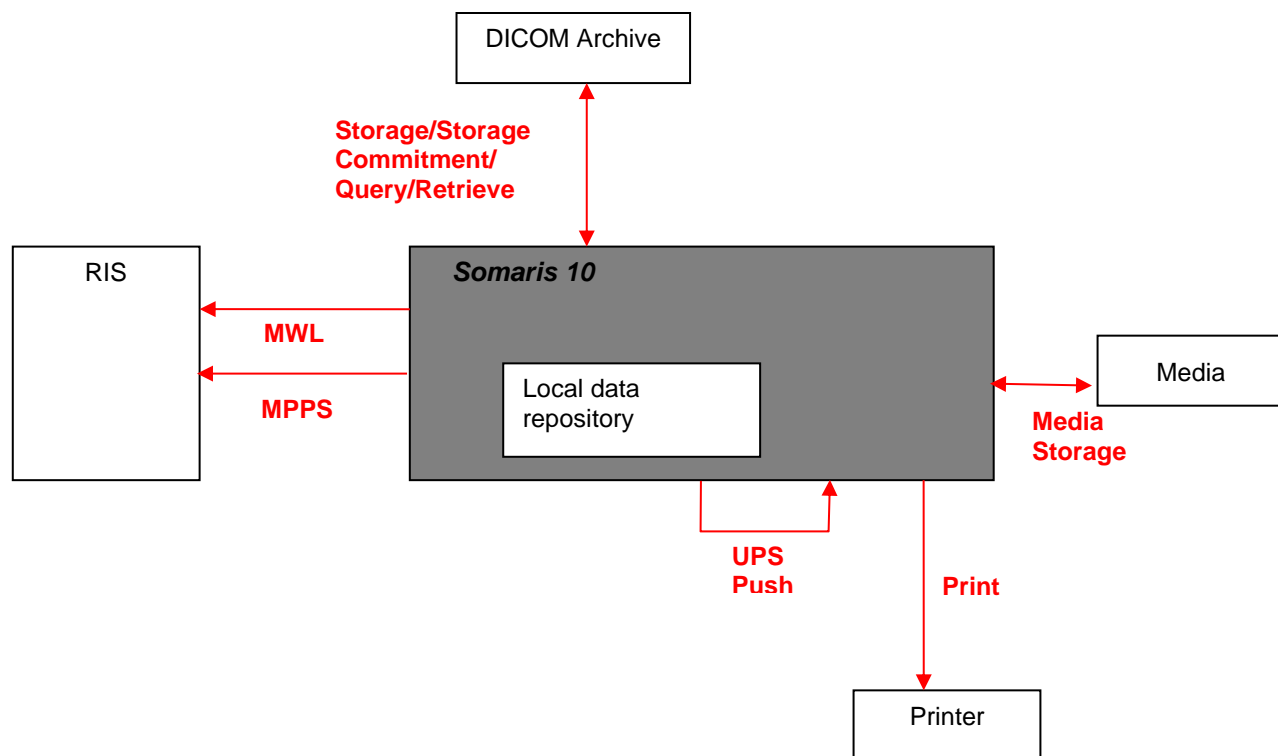 DICOM Archive
Storage/Storage
Commitment/
Query/Retrieve
RIS
Somaris 10
MWL
MPPS
Local data
repository
Media
Media
Storage
UPS
Push
Print
Printer